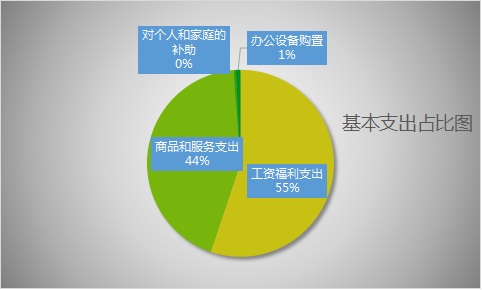 对个人和家庭的
补助
0%
办公设备购置
1%
基本支出占比图
商品和服务支出
44%
工资福利支出
55%